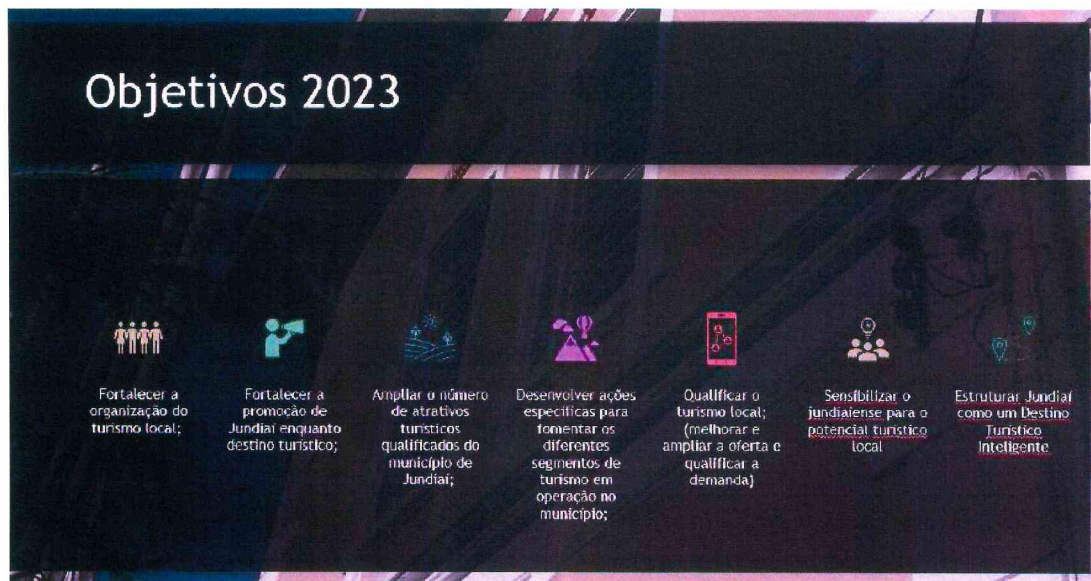 Objetivos 2023
Fortalecer a
organização do
turismo local;
Fortalecer a
promoção de
Jundiaí enquanto
destino turístico;
Ampliar o número
de atrativos
turísticos
qualificados do
município de
Jundiaí;
Desenvolver ações
específicas para
fomentar os
diferentes
segmentos de
turismo em
operação no
município;
Qualificar o
turismo local;
(melhorar e
ampliar a oferta e
qualificar a
demanda)
Sensibilizar o
jundiaiense para o
potencial turístico
local
Estruturar Jundiaí
como um Destino
Turístico
Inteligente